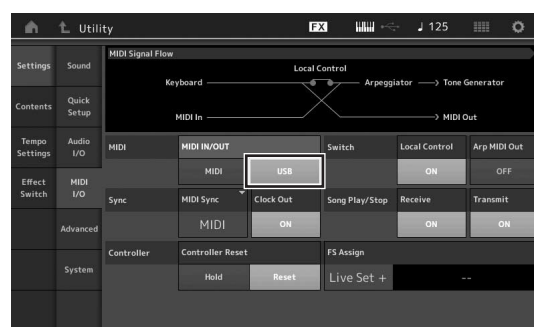 Utility
FX
♩ 125
Settings
Sound
Contents
Quick Setup
Tempo Settings
Audio I/O
Effect Switch
MIDI I/O
Advanced
System
MIDI Signal Flow
Local Control
Keyboard
Arpeggiator
Tone Generator
MIDI In
MIDI Out
MIDI
MIDI IN/OUT
MIDI
USB
Switch
Local Control
ON
Arp MIDI Out
OFF
Sync
MIDI Sync
MIDI
Clock Out
ON
Song Play/Stop
Receive
ON
Transmit
ON
Controller
Controller Reset
Hold
Reset
FS Assign
Live Set +
--